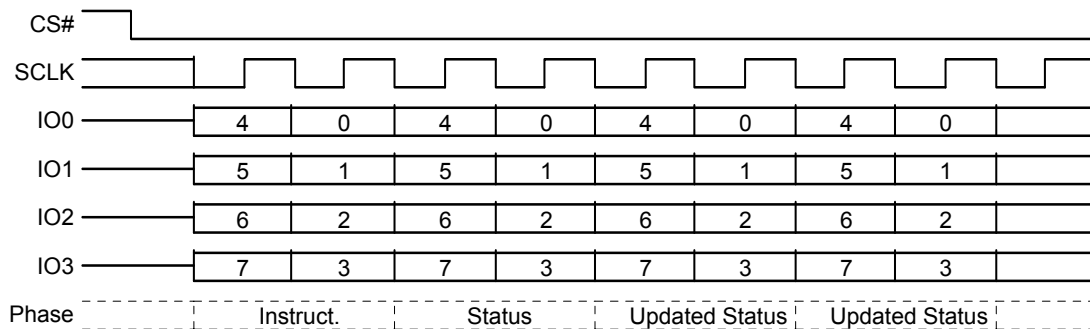 CS#
SCLK
IO0 4 0 4 0 4 0 4 0
IO1 5 1 5 1 5 1 5 1
IO2 6 2 6 2 6 2 6 2
IO3 7 3 7 3 7 3 7 3
Phase Instruct. Status Updated Status Updated Status